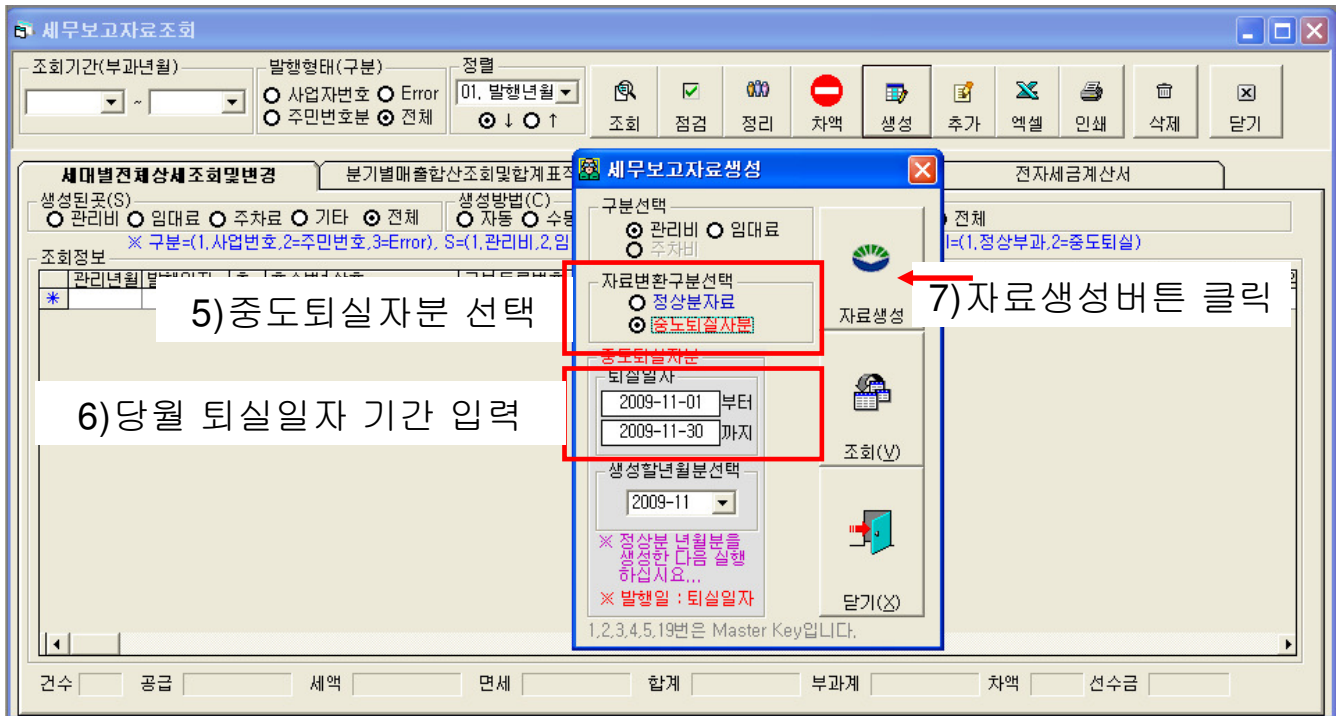 세무보고자료조회
조회기간(부과년월) 발행형태(구분) 정렬
~ 사업자번호 Error 01, 발행년월
주민번호분 전체 ↓ ↑
조회 점검 정리 차액 생성 추가 엑셀 인쇄 삭제 닫기
세대별전체상세조회및변경 분기별매출합산조회및합계표작 전자세금계산서
생성된곳(S) 생성방법(C)
관리비 임대료 주차료 기타 전체 자동 수동 전체
※ 구분=(1,사업번호,2=주민번호,3=Error), S=(1,관리비,2,임 I=(1,정상부과,2=중도퇴실)
조회정보
관리년월
*
세무보고자료생성
구분선택
관리비 임대료
주차비
자료변환구분선택
정상분자료
중도퇴실자분
중도퇴실자분
퇴실일자
2009-11-01 부터
2009-11-30 까지
생성할년월분선택
2009-11
※ 정상분 년월분을
생성한 다음 실행
하십시요...
※ 발행일 : 퇴실일자
1,2,3,4,5,19번은 Master Key입니다,
자료생성
조회(V)
닫기(X)
5)중도퇴실자분 선택
6)당월 퇴실일자 기간 입력
7)자료생성버튼 클릭
건수 공급 세액 면세 합계 부과계 차액 선수금